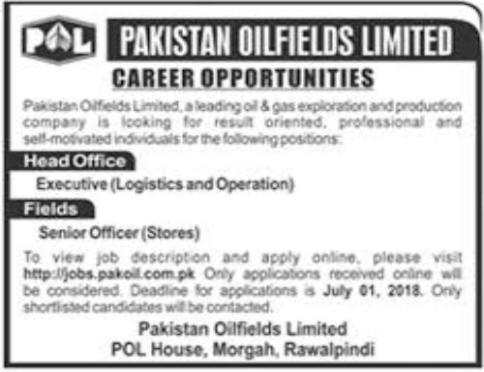 POL PAKISTAN OILFIELDS LIMITED
CAREER OPPORTUNITIES
Pakistan Oilfields Limited, a leading oil & gas exploration and production
company is looking for result oriented, professional and
self-motivated individuals for the following positions:
Head Office
Executive (Logistics and Operation)
Fields
Senior Officer (Stores)
To view job description and apply online, please visit
http://jobs.pakoil.com.pk Only applications received online will
be considered. Deadline for applications is July 01, 2018. Only
shortlisted candidates will be contacted.
Pakistan Oilfields Limited
POL House, Morgah, Rawalpindi